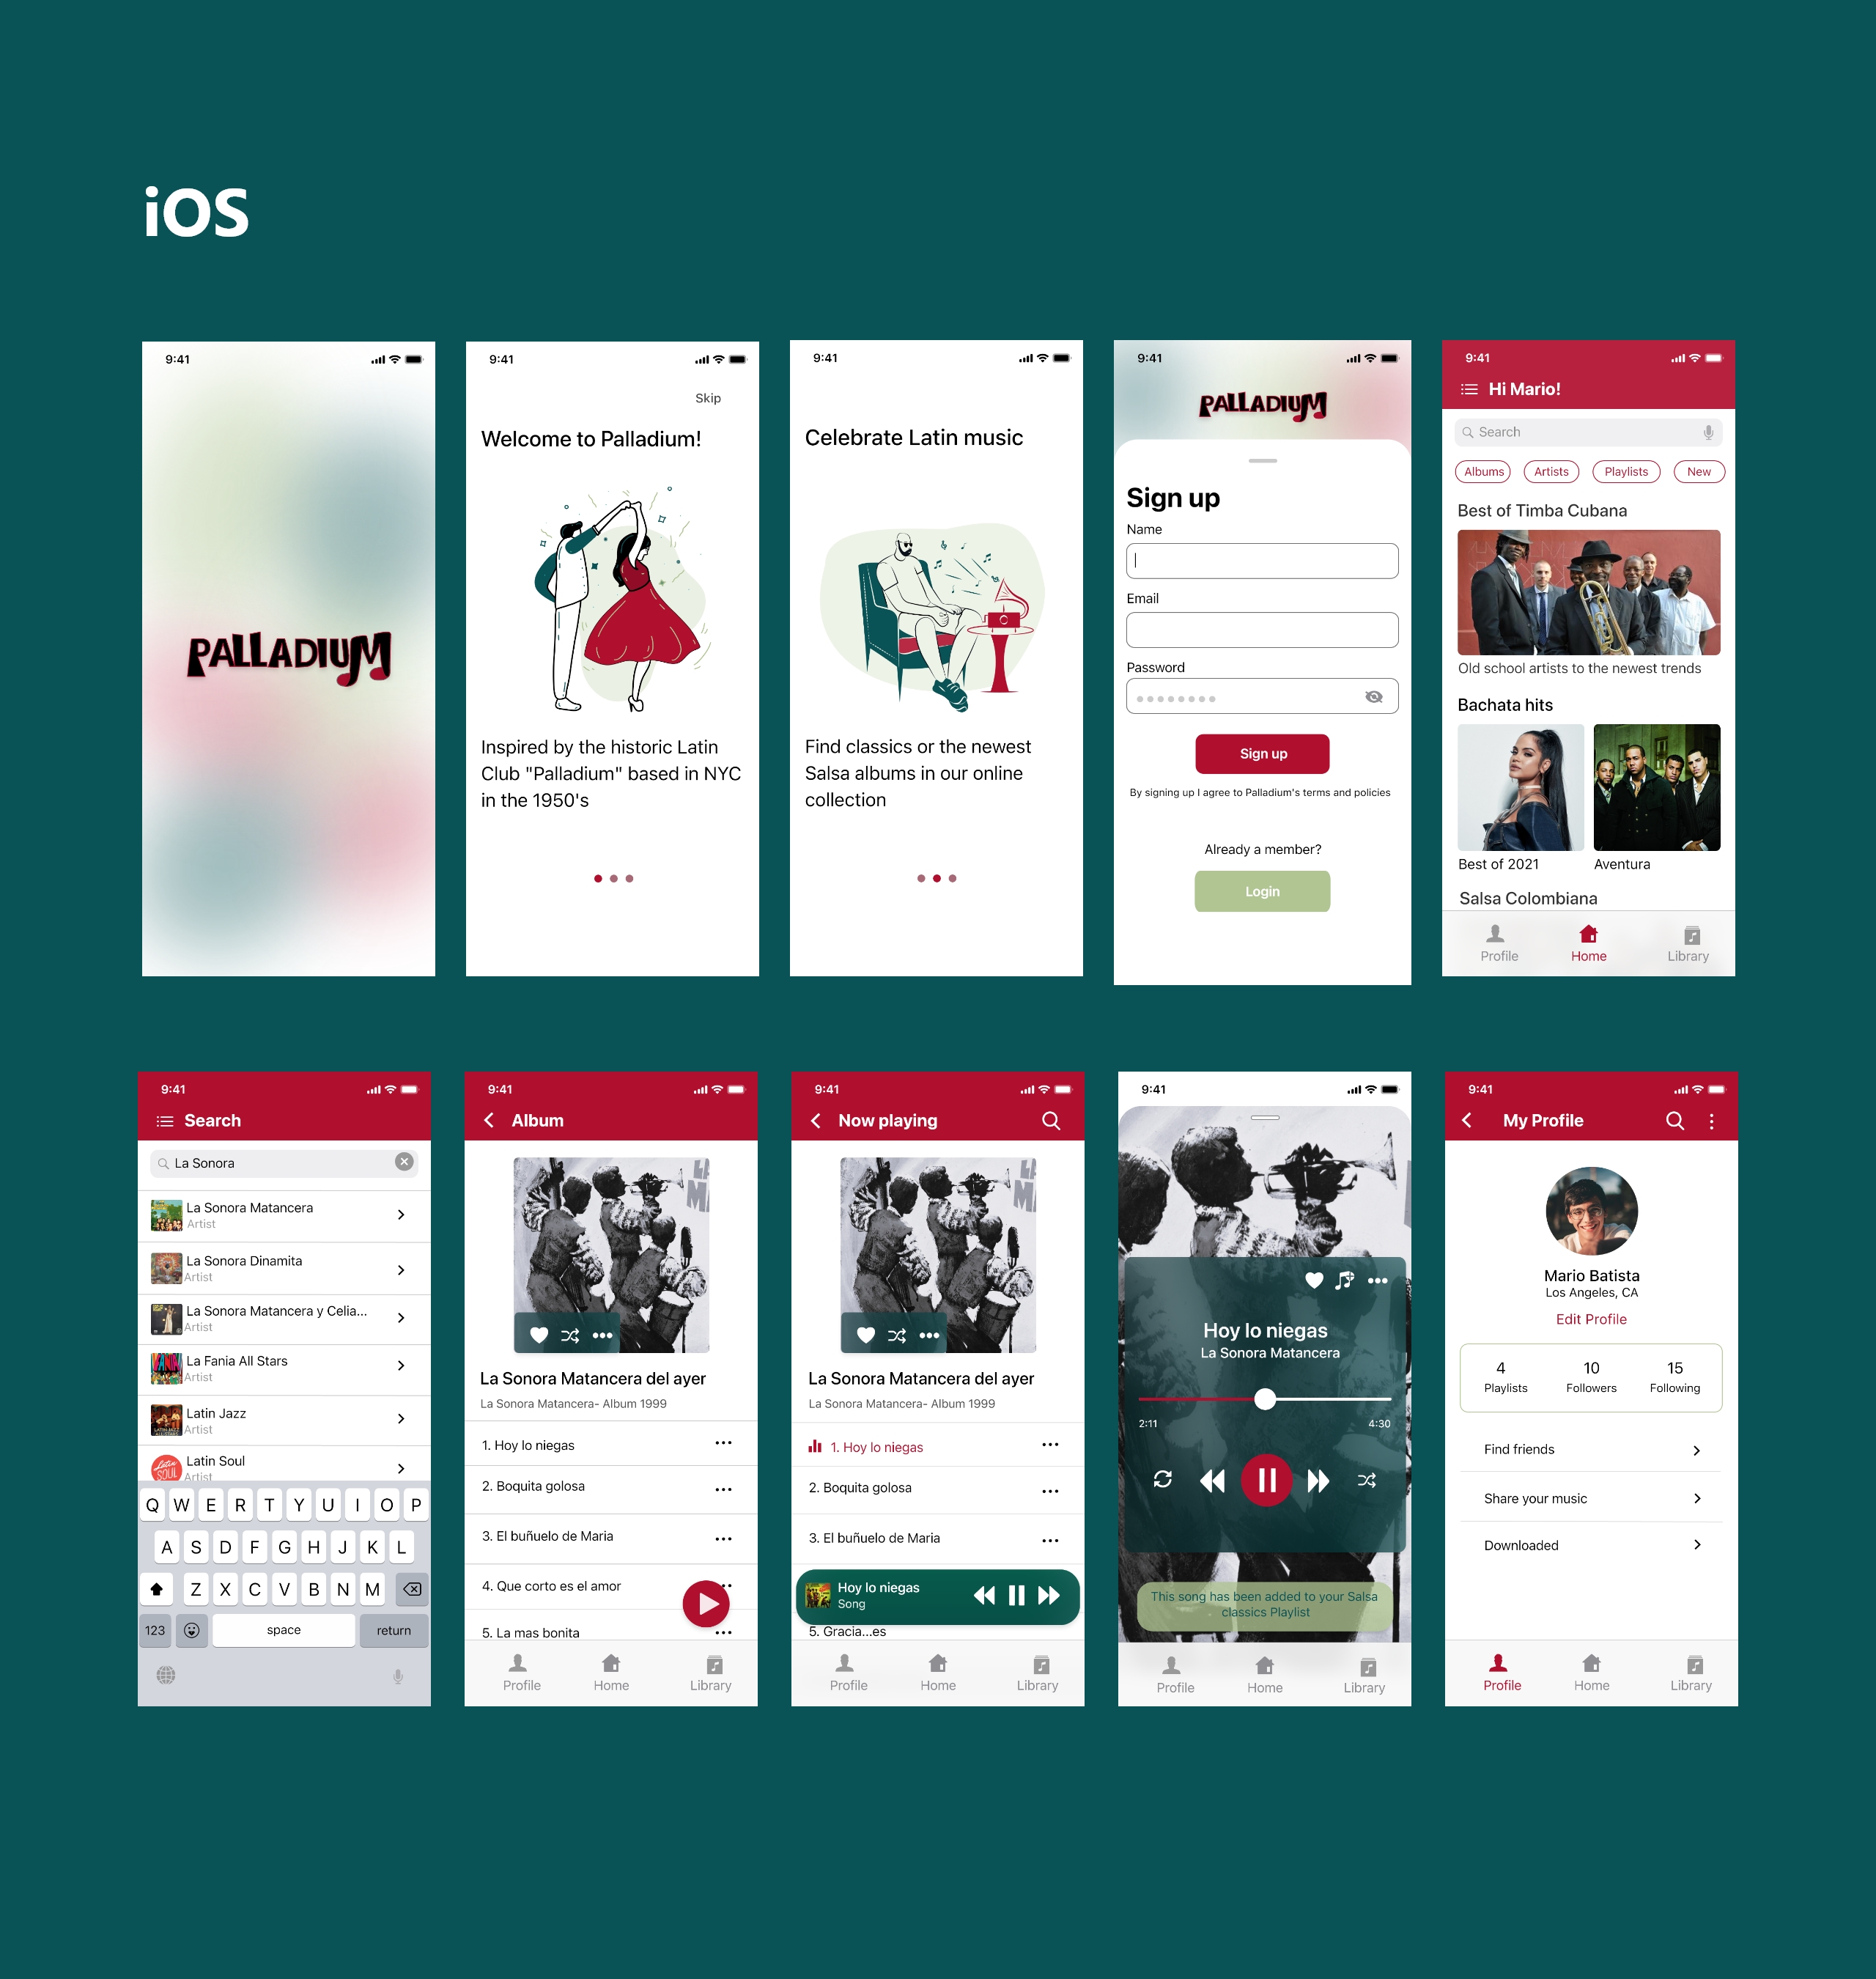 iOS
9:41
PALLADIUM
9:41
Skip
Welcome to Palladium!
Inspired by the historic Latin
Club "Palladium" based in NYC
in the 1950's
9:41
Celebrate Latin music
Find classics or the newest
Salsa albums in our online
collection
9:41
PALLADIUM
Sign up
Name
Email
Password
Sign up
By signing up I agree to Palladium's terms and policies
Already a member?
Login
9:41
Hi Mario!
Search
Albums Artists Playlists New
Best of Timba Cubana
Old school artists to the newest trends
Bachata hits
Best of 2021 Aventura
Salsa Colombiana
Profile Home Library
9:41
Search
La Sonora
La Sonora Matancera
Artist
La Sonora Dinamita
Artist
La Sonora Matancera y Celia...
Artist
La Fania All Stars
Artist
Latin Jazz
Artist
Latin Soul
Artist
Q W E R T Y U I O P
A S D F G H J K L
Z X C V B N M
123 space return
9:41
Album
LA
M
La Sonora Matancera del ayer
La Sonora Matancera- Album 1999
1. Hoy lo niegas
2. Boquita golosa
3. El buñuelo de Maria
4. Que corto es el amor
5. La mas bonita
Profile Home Library
9:41
Now playing
LA
M
La Sonora Matancera del ayer
La Sonora Matancera- Album 1999
1. Hoy lo niegas
2. Boquita golosa
3. El buñuelo de Maria
Hoy lo niegas
Song
5. Gracia...es
Profile Home Library
9:41
Hoy lo niegas
La Sonora Matancera
2:11 4:30
This song has been added to your Salsa
classics Playlist
Profile Home Library
9:41
My Profile
Mario Batista
Los Angeles, CA
Edit Profile
4 10 15
Playlists Followers Following
Find friends
Share your music
Downloaded
Profile Home Library